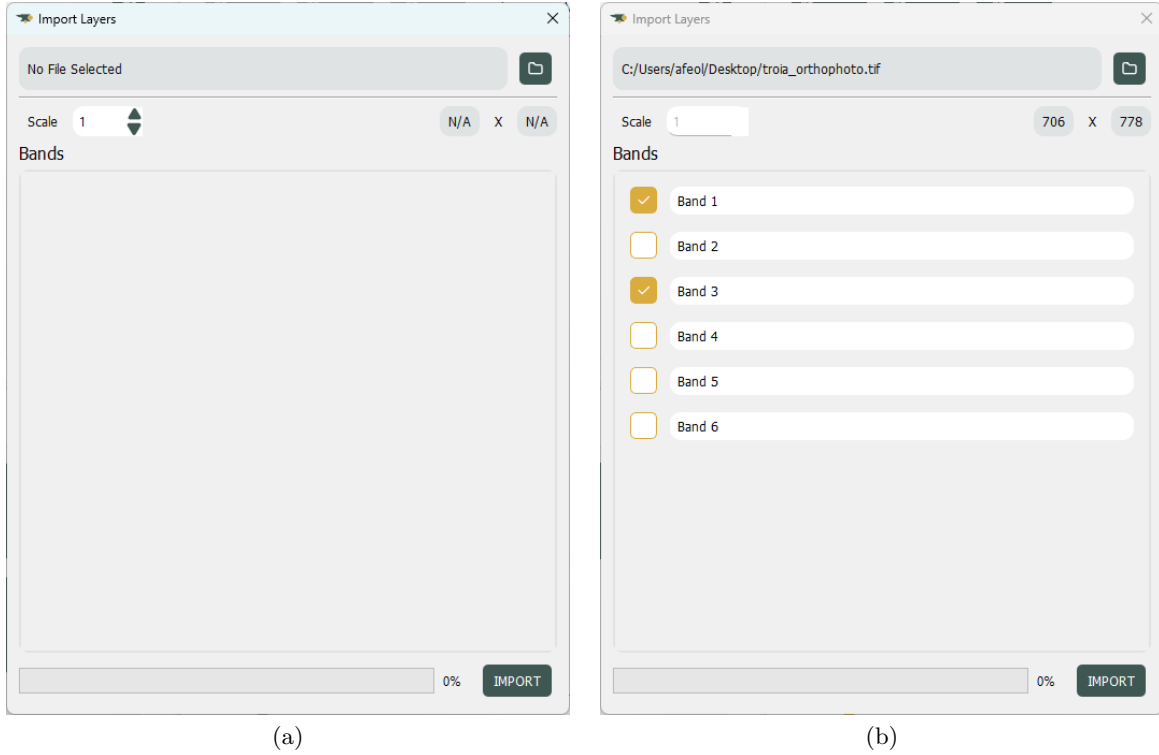 Import Layers
No File Selected
Scale 1 N/A X N/A
Bands
0% IMPORT
(a)
Import Layers
C:/Users/afeol/Desktop/troia_orthophoto.tif
Scale 1 706 X 778
Bands
Band 1
Band 2
Band 3
Band 4
Band 5
Band 6
0% IMPORT
(b)